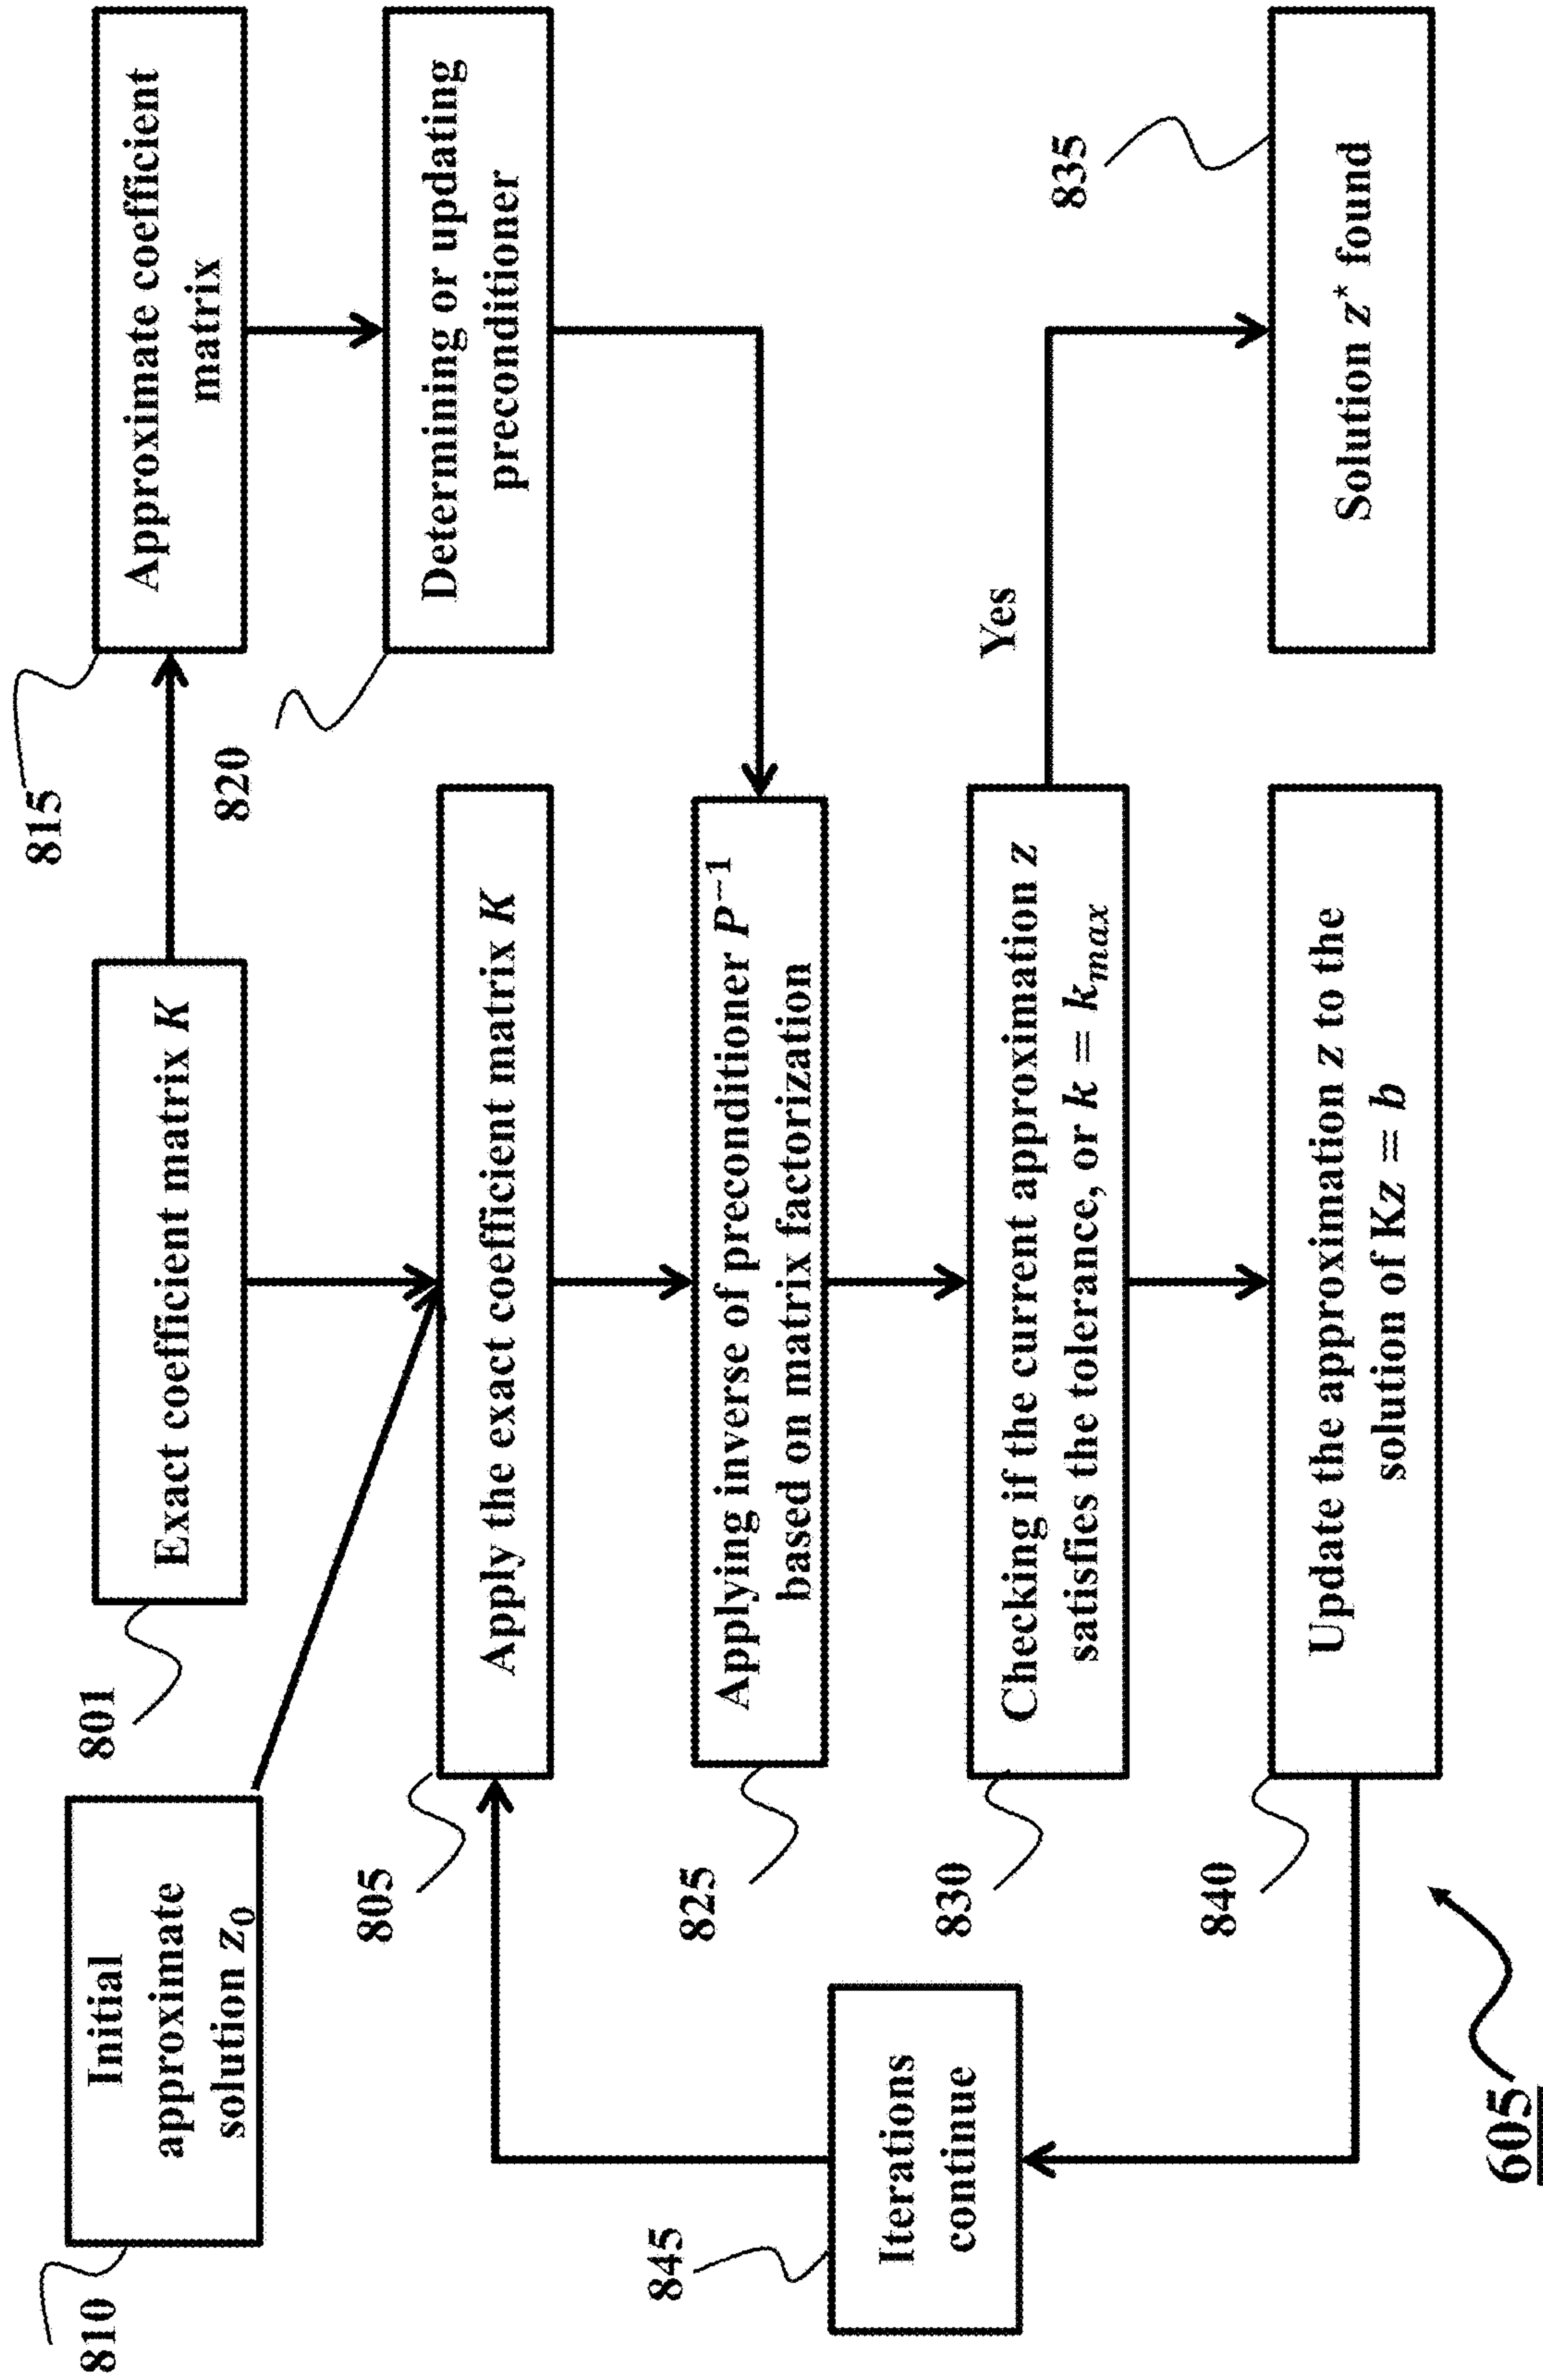 810
Initial
approximate
solution z₀
801
Exact coefficient matrix K
815
Approximate coefficient
matrix
805
Apply the exact coefficient matrix K
820
Determining or updating
preconditioner
825
Applying inverse of preconditioner P⁻¹
based on matrix factorization
845
Iterations
continue
830
Checking if the current approximation z
satisfies the tolerance, or k = kₘₐₓ
Yes
835
Solution z* found
840
Update the approximation z to the
solution of Kz = b
605